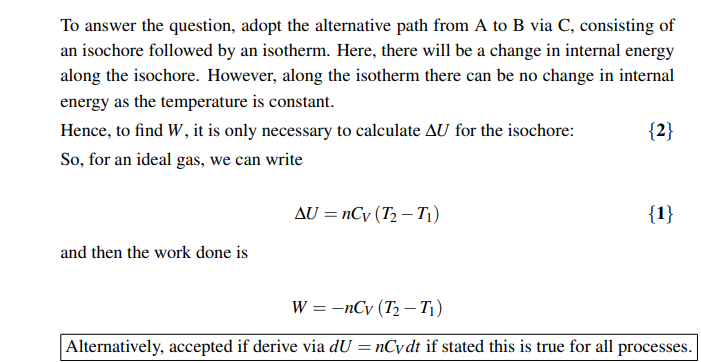 To answer the question, adopt the alternative path from A to B via C, consisting of
an isochore followed by an isotherm. Here, there will be a change in internal energy
along the isochore. However, along the isotherm there can be no change in internal
energy as the temperature is constant.
Hence, to find W, it is only necessary to calculate ΔU for the isochore: {2}
So, for an ideal gas, we can write
ΔU = nC_V (T_2 − T_1) {1}
and then the work done is
W = −nC_V (T_2 − T_1)
Alternatively, accepted if derive via dU = nC_V dt if stated this is true for all processes.